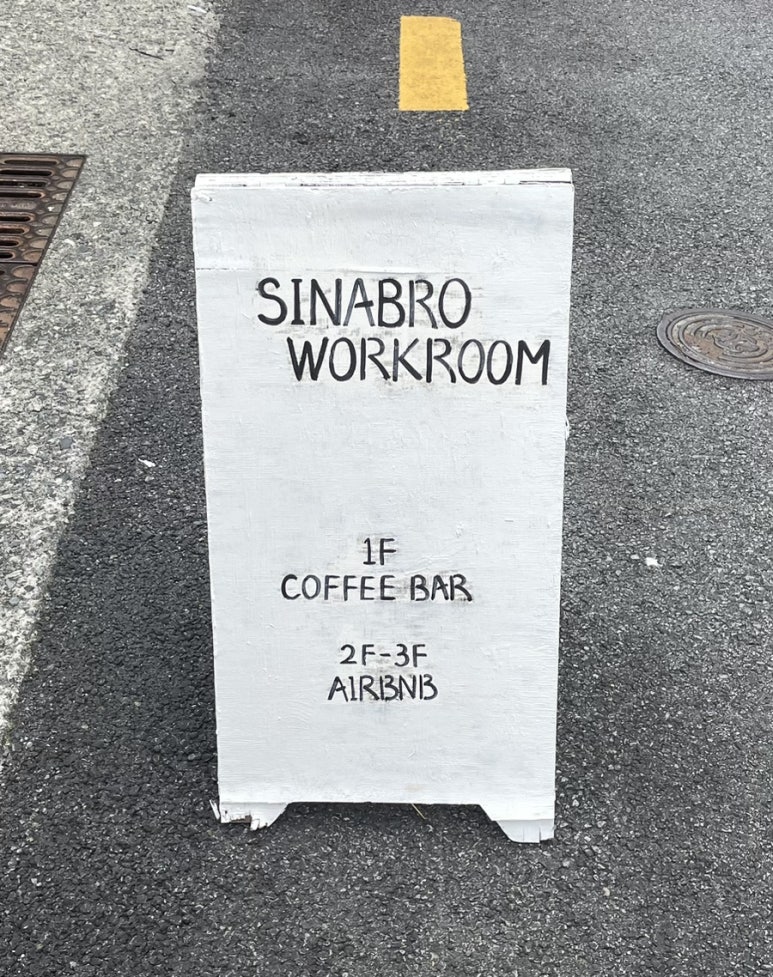 SINABRO
WORKROOM
1F
COFFEE BAR
2F-3F
AIRBNB